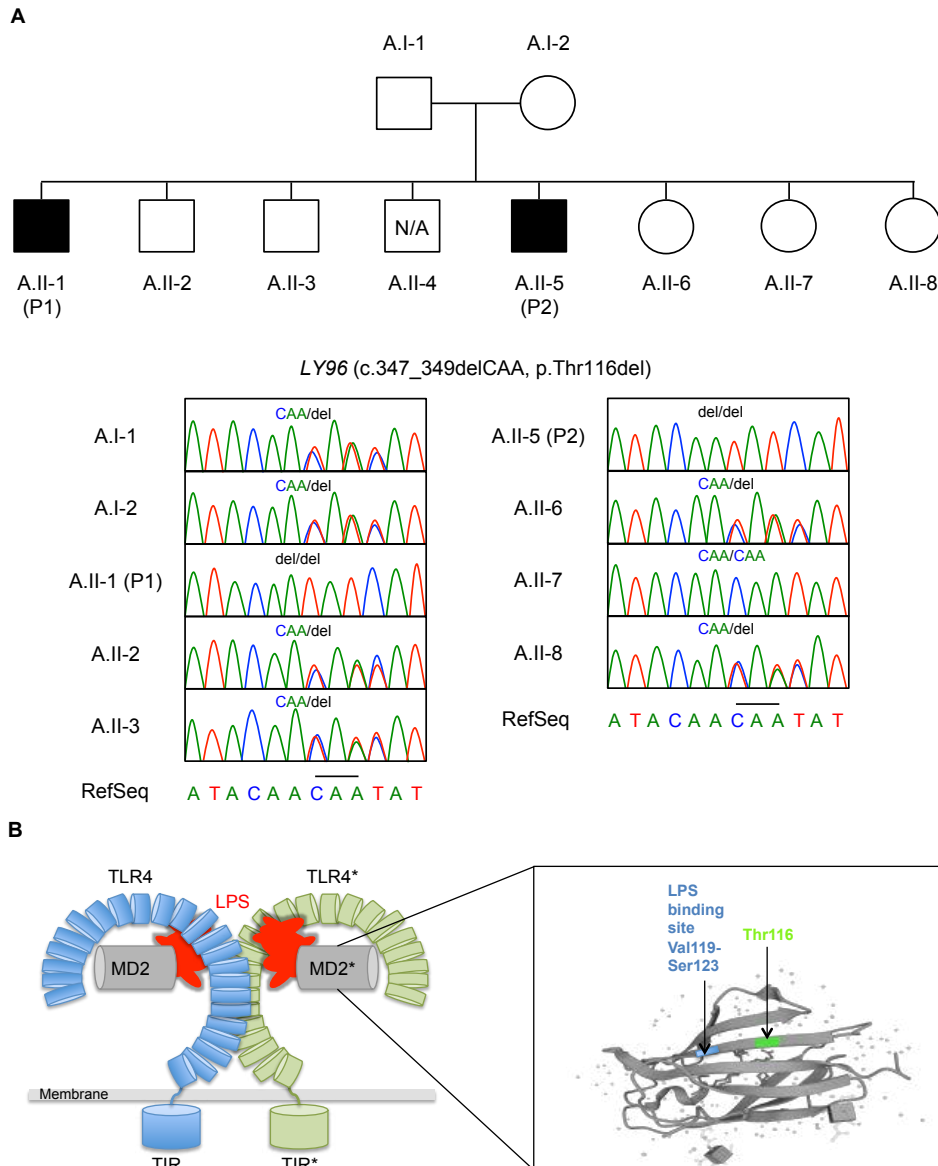 A
A.I-1
A.I-2
N/A
A.II-1
(P1)
A.II-2
A.II-3
A.II-4
A.II-5
(P2)
A.II-6
A.II-7
A.II-8
LY96 (c.347_349delCAA, p.Thr116del)
A.I-1
CAA/del
A.I-2
CAA/del
A.II-1 (P1)
del/del
A.II-2
CAA/del
A.II-3
CAA/del
RefSeq
A T A C A A C A A T A T
A.II-5 (P2)
del/del
A.II-6
CAA/del
A.II-7
CAA/CAA
A.II-8
CAA/del
RefSeq
A T A C A A C A A T A T
B
TLR4
LPS
TLR4*
MD2
MD2*
Membrane
TIR
TIR*
LPS
binding
site
Val119-
Ser123
Thr116